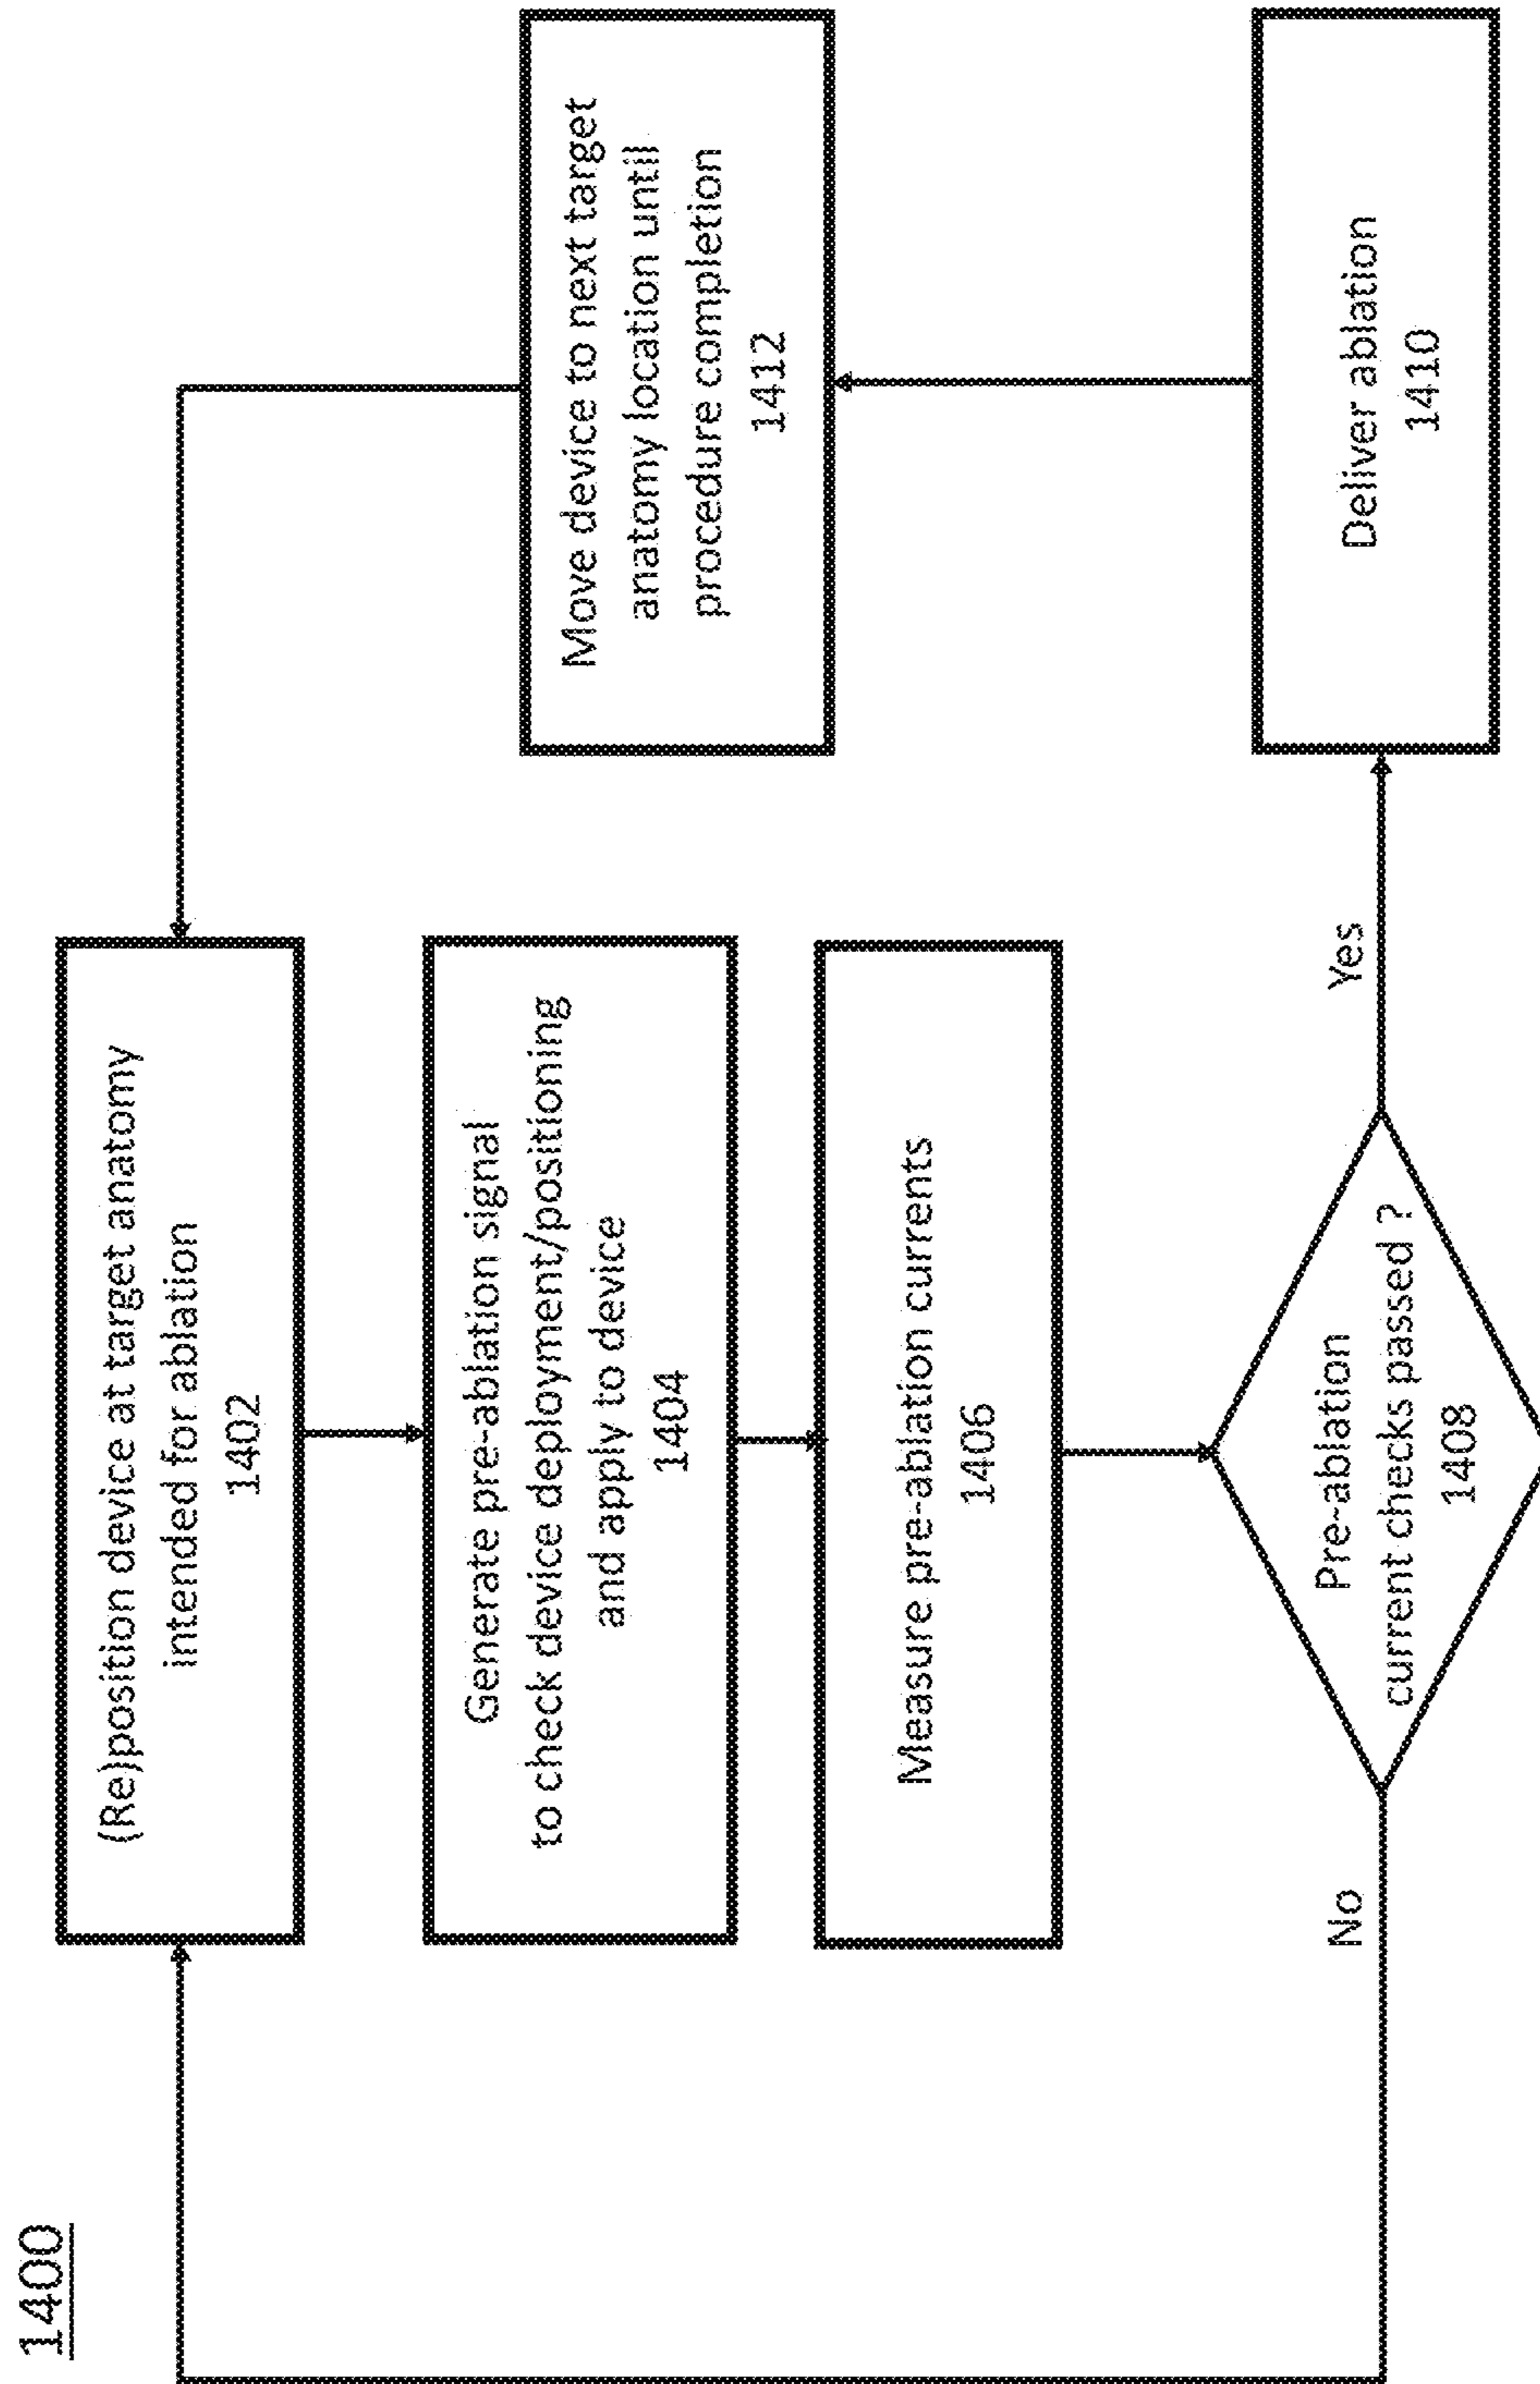 1400
(Re)position device at target anatomy
intended for ablation
1402
Generate pre-ablation signal
to check device deployment/positioning
and apply to device
1404
Measure pre-ablation currents
1406
Pre-ablation
current checks passed ?
1408
No
Yes
Deliver ablation
1410
Move device to next target
anatomy location until
procedure completion
1412